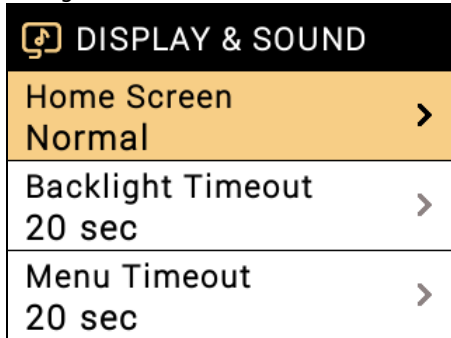 DISPLAY & SOUND
Home Screen
Normal
Backlight Timeout
20 sec
Menu Timeout
20 sec